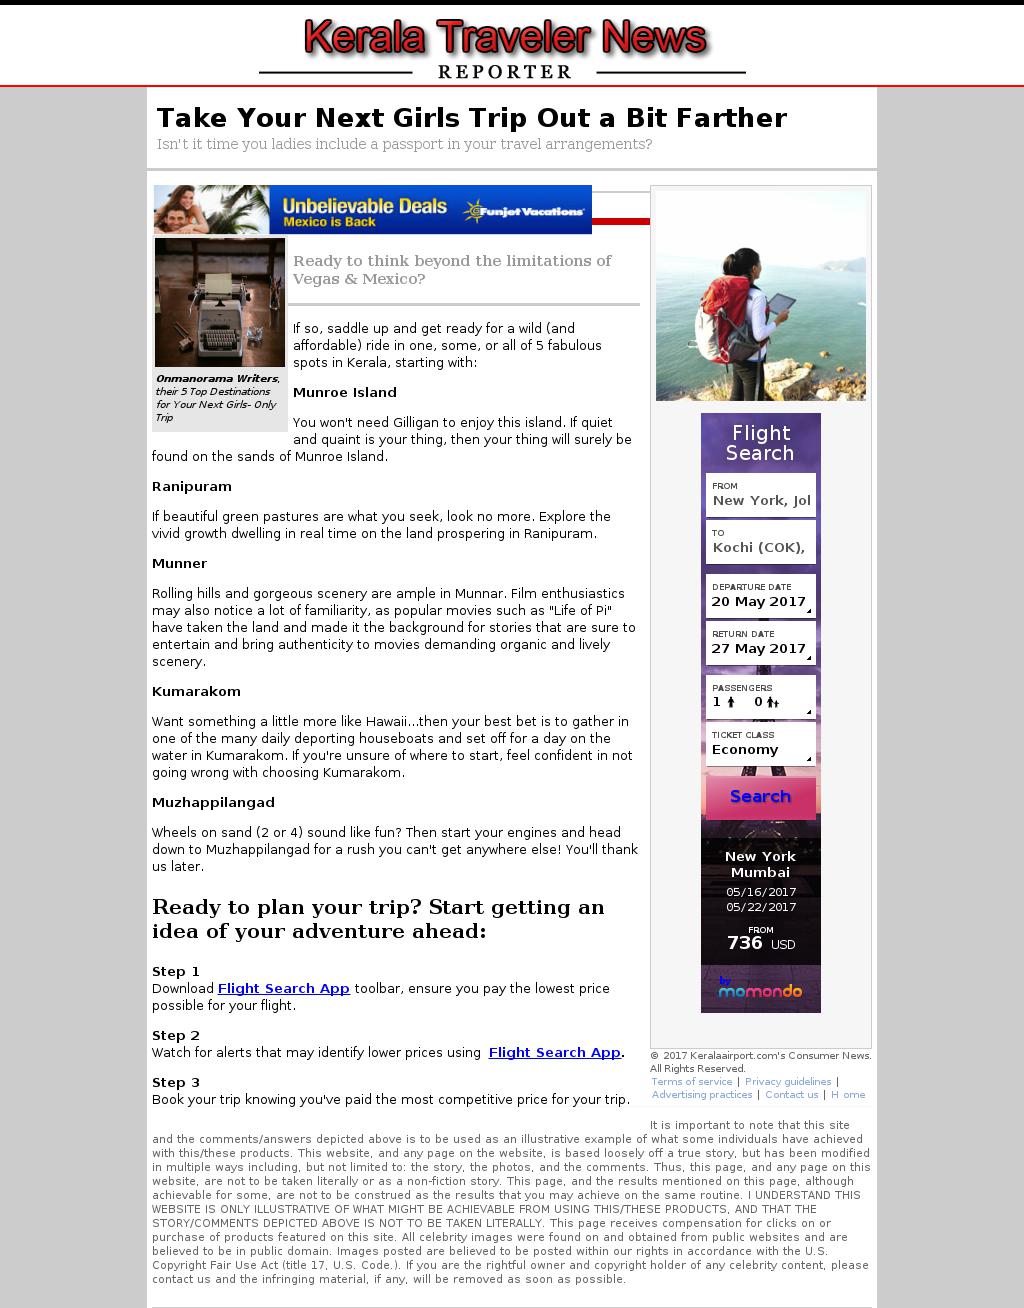 Kerala Traveler News
REPORTER
Take Your Next Girls Trip Out a Bit Farther
Isn't it time you ladies include a passport in your travel arrangements?
Unbelievable Deals
Mexico is Back
Funjet Vacations
Onmanorama Writers,
their 5 Top Destinations
for Your Next Girls- Only
Trip
Ready to think beyond the limitations of
Vegas & Mexico?
If so, saddle up and get ready for a wild (and
affordable) ride in one, some, or all of 5 fabulous
spots in Kerala, starting with:
Munroe Island
You won't need Gilligan to enjoy this island. If quiet
and quaint is your thing, then your thing will surely be
found on the sands of Munroe Island.
Ranipuram
If beautiful green pastures are what you seek, look no more. Explore the
vivid growth dwelling in real time on the land prospering in Ranipuram.
Munner
Rolling hills and gorgeous scenery are ample in Munnar. Film enthusiastics
may also notice a lot of familiarity, as popular movies such as "Life of Pi"
have taken the land and made it the background for stories that are sure to
entertain and bring authenticity to movies demanding organic and lively
scenery.
Kumarakom
Want something a little more like Hawaii...then your best bet is to gather in
one of the many daily deporting houseboats and set off for a day on the
water in Kumarakom. If you're unsure of where to start, feel confident in not
going wrong with choosing Kumarakom.
Muzhappilangad
Wheels on sand (2 or 4) sound like fun? Then start your engines and head
down to Muzhappilangad for a rush you can't get anywhere else! You'll thank
us later.
Ready to plan your trip? Start getting an
idea of your adventure ahead:
Step 1
Download Flight Search App toolbar, ensure you pay the lowest price
possible for your flight.
Step 2
Watch for alerts that may identify lower prices using Flight Search App.
Step 3
Book your trip knowing you've paid the most competitive price for your trip.
Flight
Search
FROM
New York, Jol
TO
Kochi (COK),
DEPARTURE DATE
20 May 2017
RETURN DATE
27 May 2017
PASSENGERS
1 0
TICKET CLASS
Economy
Search
New York
Mumbai
05/16/2017
05/22/2017
FROM
736 USD
by
momondo
© 2017 Keralaairport.com's Consumer News.
All Rights Reserved.
Terms of service | Privacy guidelines |
Advertising practices | Contact us | H ome
It is important to note that this site
and the comments/answers depicted above is to be used as an illustrative example of what some individuals have achieved
with this/these products. This website, and any page on the website, is based loosely off a true story, but has been modified
in multiple ways including, but not limited to: the story, the photos, and the comments. Thus, this page, and any page on this
website, are not to be taken literally or as a non-fiction story. This page, and the results mentioned on this page, although
achievable for some, are not to be construed as the results that you may achieve on the same routine. I UNDERSTAND THIS
WEBSITE IS ONLY ILLUSTRATIVE OF WHAT MIGHT BE ACHIEVABLE FROM USING THIS/THESE PRODUCTS, AND THAT THE
STORY/COMMENTS DEPICTED ABOVE IS NOT TO BE TAKEN LITERALLY. This page receives compensation for clicks on or
purchase of products featured on this site. All celebrity images were found on and obtained from public websites and are
believed to be in public domain. Images posted are believed to be posted within our rights in accordance with the U.S.
Copyright Fair Use Act (title 17, U.S. Code.). If you are the rightful owner and copyright holder of any celebrity content, please
contact us and the infringing material, if any, will be removed as soon as possible.